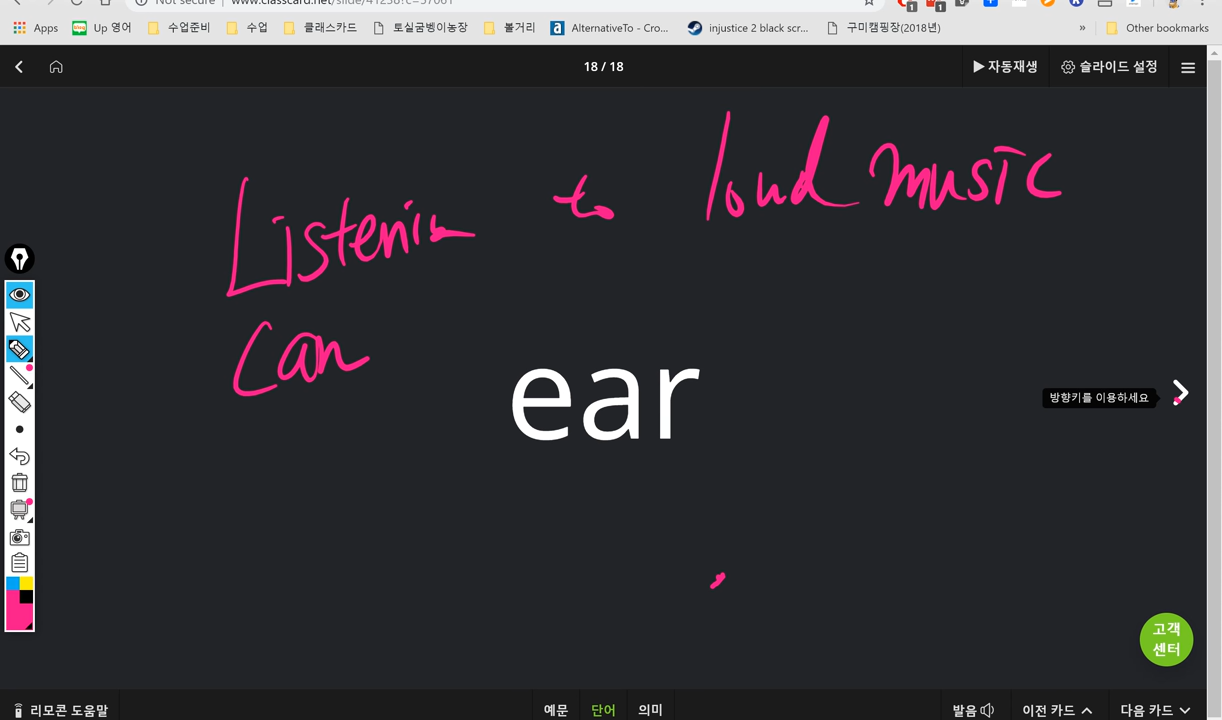 Not secure www.classcard.net/slide/41236?c=57061
Apps Up 영어 수업준비 수업 클래스카드 토실굼벵이농장 볼거리 AlternativeTo - Cro... injustice 2 black scr... 구미캠핑장(2018년) » Other bookmarks
18 / 18 자동재생 슬라이드 설정
Listenin to loud music
can
ear
방향키를 이용하세요
고객
센터
리모콘 도움말 예문 단어 의미 발음 이전 카드 다음 카드